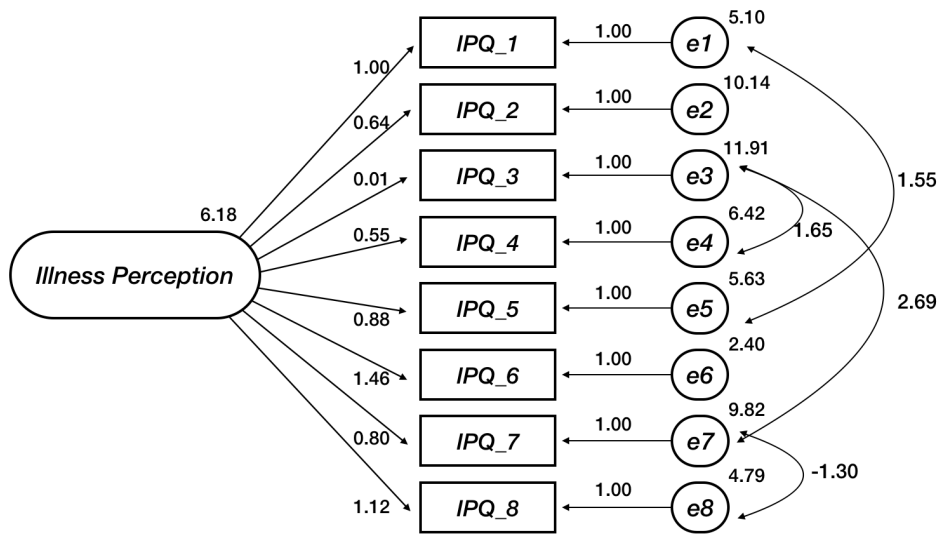 IPQ_1
1.00
e1
5.10
1.00
IPQ_2
1.00
e2
10.14
0.64
IPQ_3
1.00
e3
11.91
0.01
1.55
6.18
IPQ_4
1.00
e4
6.42
0.55
1.65
Illness Perception
IPQ_5
1.00
e5
5.63
0.88
2.69
IPQ_6
1.00
e6
2.40
1.46
IPQ_7
1.00
e7
9.82
0.80
-1.30
IPQ_8
1.00
e8
4.79
1.12